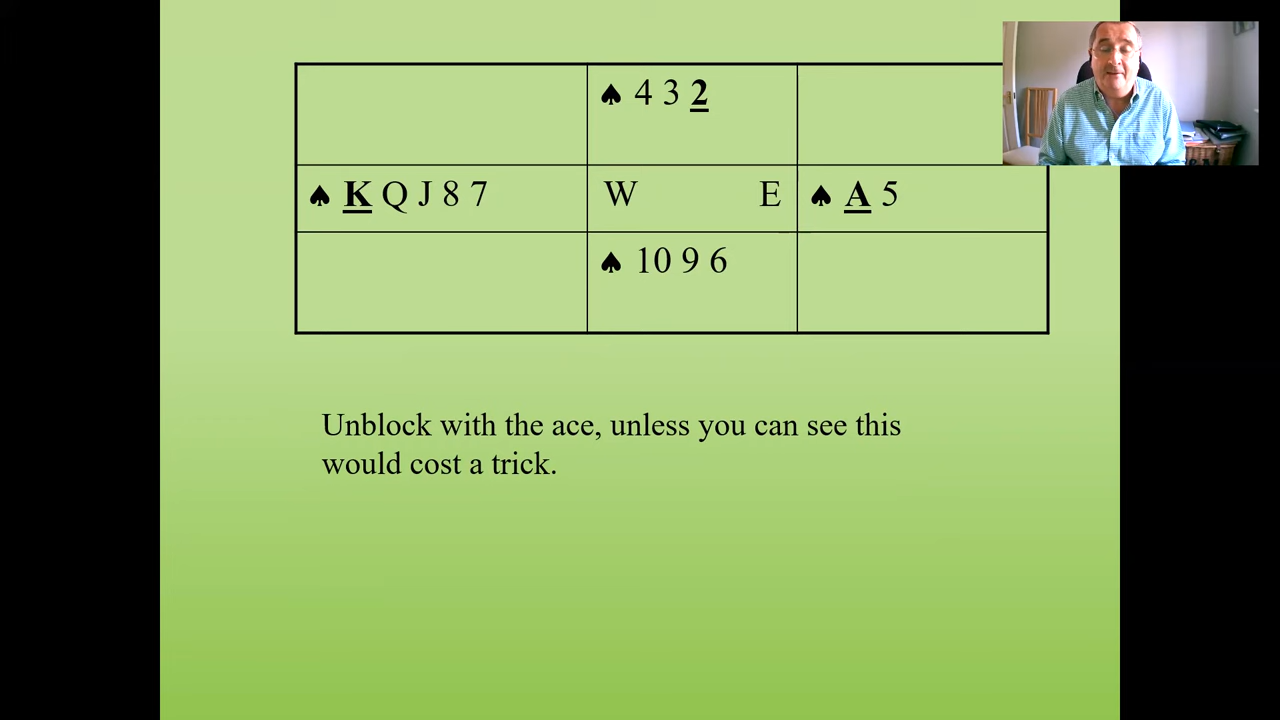 ♠ 4 3 2
♠ K Q J 8 7 W E ♠ A 5
♠ 10 9 6
Unblock with the ace, unless you can see this
would cost a trick.